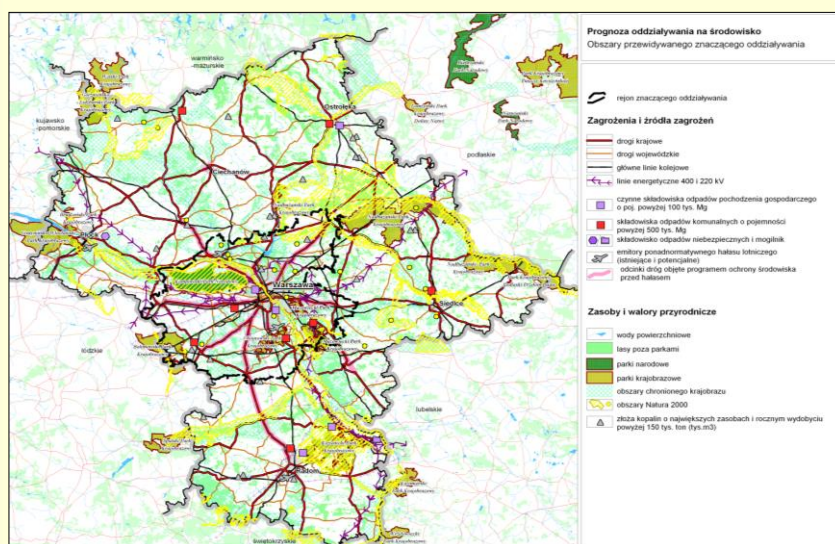 Prognoza oddziaływania na środowisko
Obszary przewidywanego znaczącego oddziaływania
rejon znaczącego oddziaływania
Zagrożenia i źródła zagrożeń
drogi krajowe
drogi wojewódzkie
główne linie kolejowe
linie energetyczne 400 i 220 kV
czynne składowiska odpadów pochodzenia gospodarczego
o poj. powyżej 100 tys. Mg
składowiska odpadów komunalnych o pojemności
powyżej 500 tys. Mg
składowisko odpadów niebezpiecznych i mogilnik
emitory ponadnormatywnego hałasu lotniczego
(istniejące i potencjalne)
odcinki dróg objęte programem ochrony środowiska
przed hałasem
Zasoby i walory przyrodnicze
wody powierzchniowe
lasy poza parkami
parki narodowe
parki krajobrazowe
obszary chronionego krajobrazu
obszary Natura 2000
złoża kopalin o największych zasobach i rocznym wydobyciu
powyżej 150 tys. ton (tys.m3)
warmińsko-
mazurskie
kujawsko
-pomorskie
Ostrołęka
podlaskie
Ciechanów
Płock
Warszawa
Siedlce
łódzkie
lubelskie
Radom
świętokrzyskie